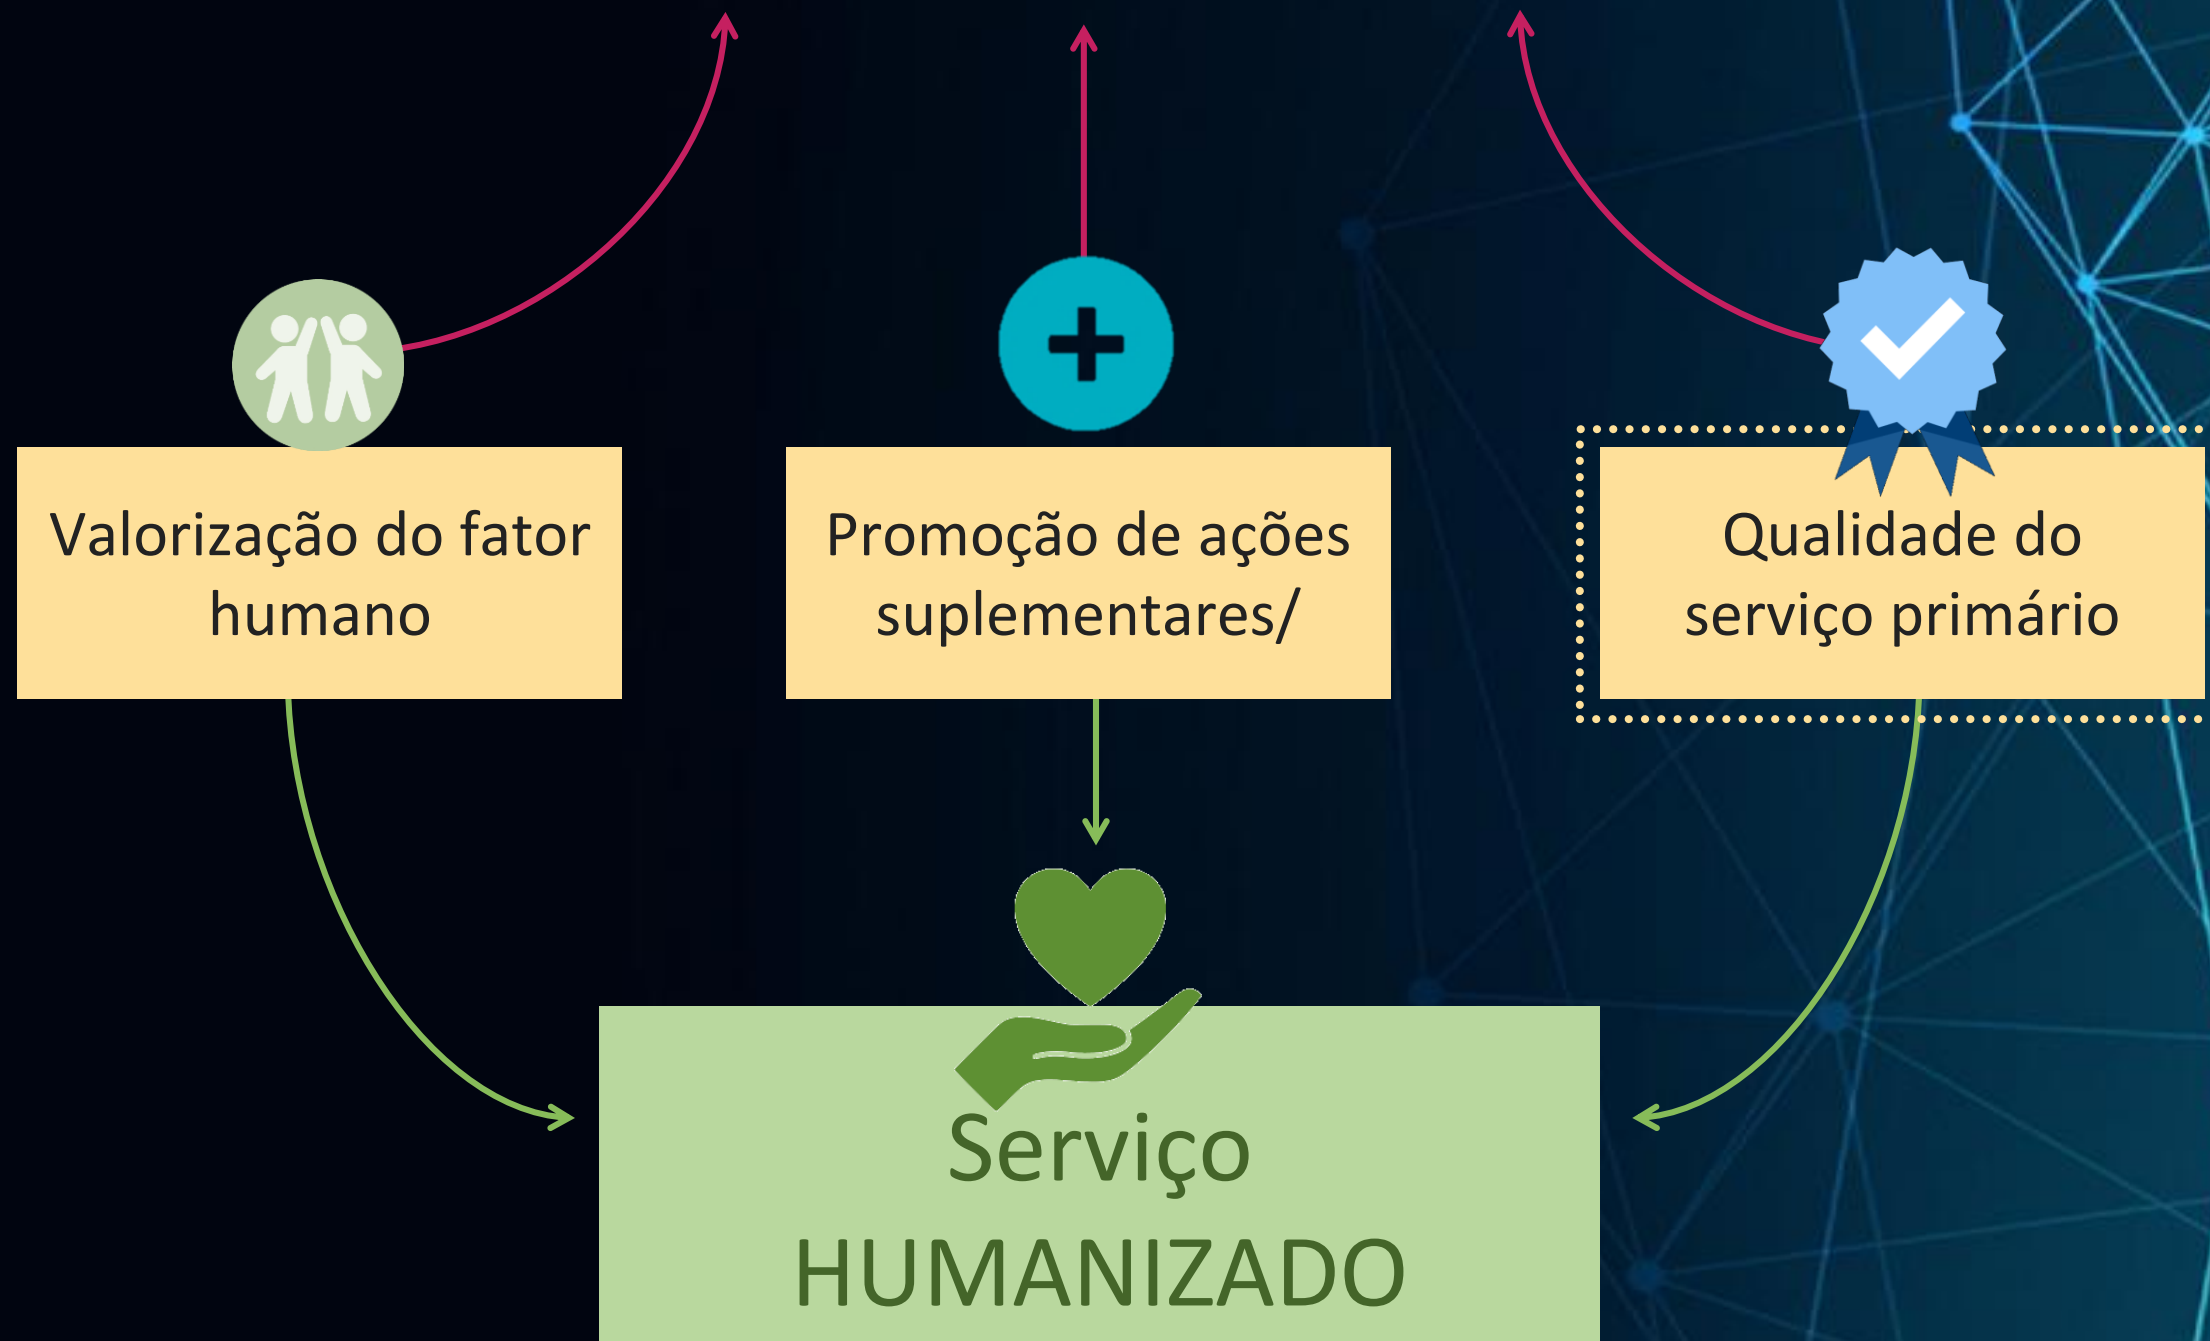 Valorização do fator
humano
Promoção de ações
suplementares/
Qualidade do
serviço primário
Serviço
HUMANIZADO